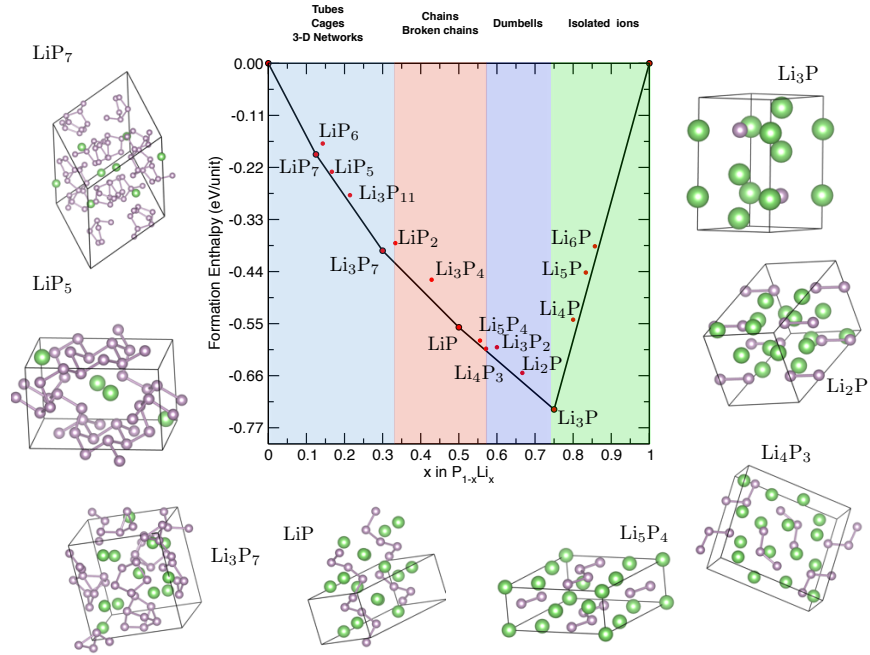 Tubes
Cages
3-D Networks
Chains
Broken chains
Dumbells
Isolated ions
LiP₇
Li₃P
0.00
-0.11
-0.22
-0.33
-0.44
-0.55
-0.66
-0.77
Formation Enthalpy (eV/unit)
LiP₆
LiP₇
LiP₅
Li₃P₁₁
LiP₂
Li₃P₇
Li₃P₄
LiP
Li₅P₄
Li₃P₂
Li₄P₃
Li₂P
Li₆P
Li₅P
Li₄P
Li₃P
0 0.1 0.2 0.3 0.4 0.5 0.6 0.7 0.8 0.9 1
x in P₁₋ₓLiₓ
LiP₅
Li₂P
Li₄P₃
Li₃P₇
LiP
Li₅P₄